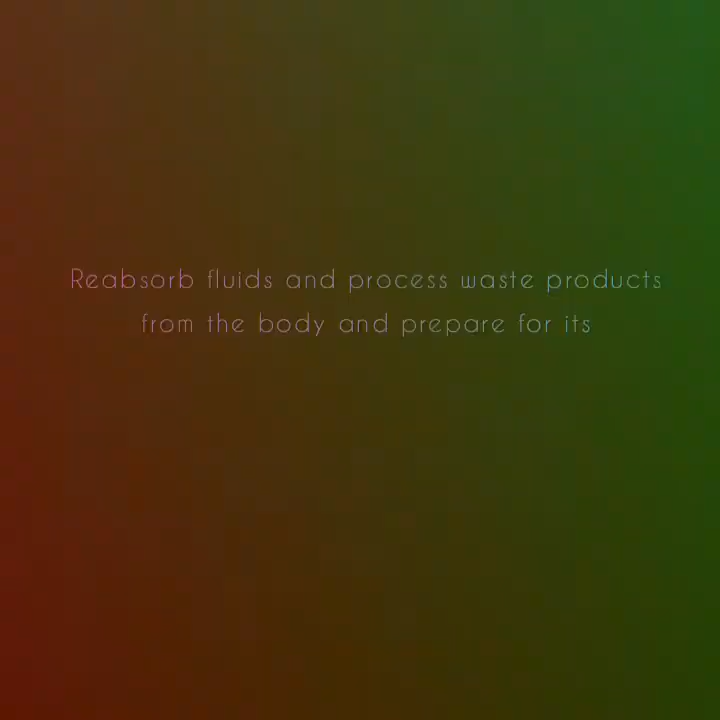 Reabsorb fluids and process waste products
from the body and prepare for its